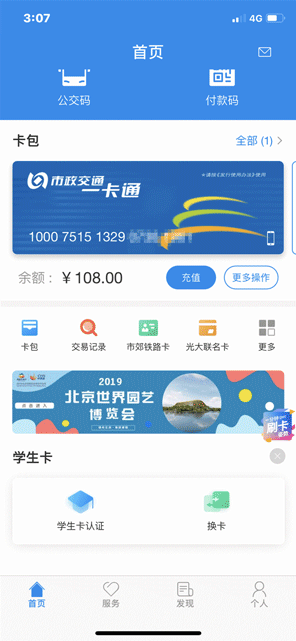 3:07
4G
首页
公交码
付款码
卡包
全部 (1)
市政交通一卡通
1000 7515 1329
余额：￥108.00
充值
更多操作
卡包
交易记录
市郊铁路卡
光大联名卡
更多
2019
北京世界园艺
博览会
刷卡
学生卡
学生卡认证
换卡
首页
服务
发现
个人